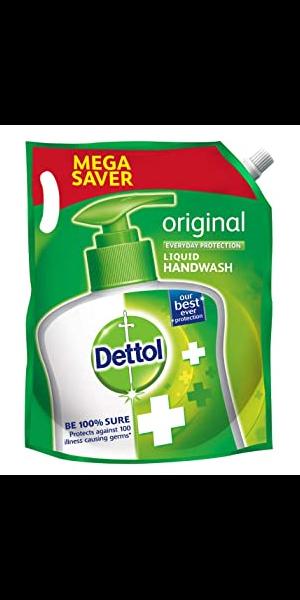 MEGA
SAVER
original
EVERYDAY PROTECTION
LIQUID
HANDWASH
our
best
ever
protection*
Dettol
BE 100% SURE
Protects against 100
illness causing germs*